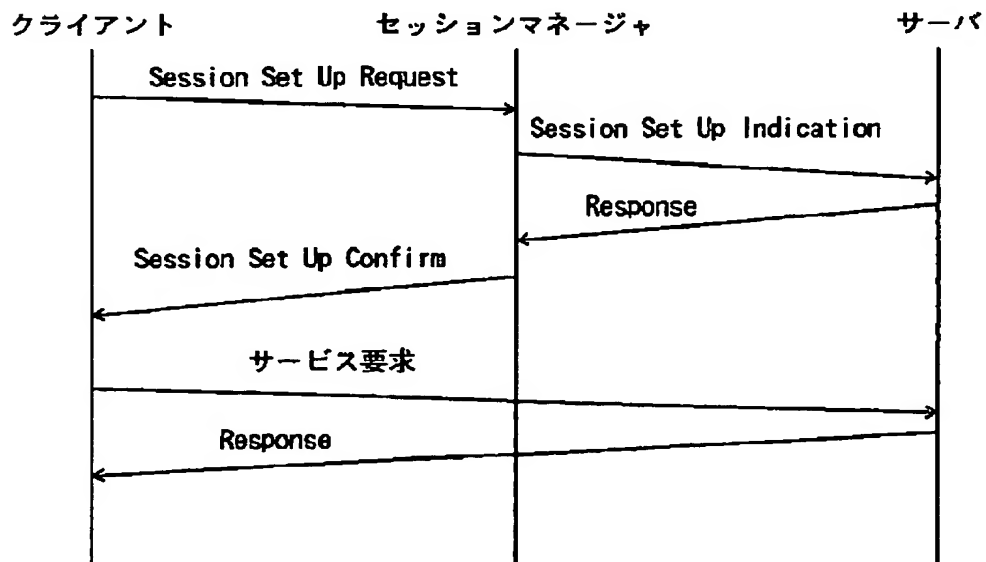 クライアント
セッションマネージャ
サーバ
Session Set Up Request
Session Set Up Indication
Response
Session Set Up Confirm
サービス要求
Response